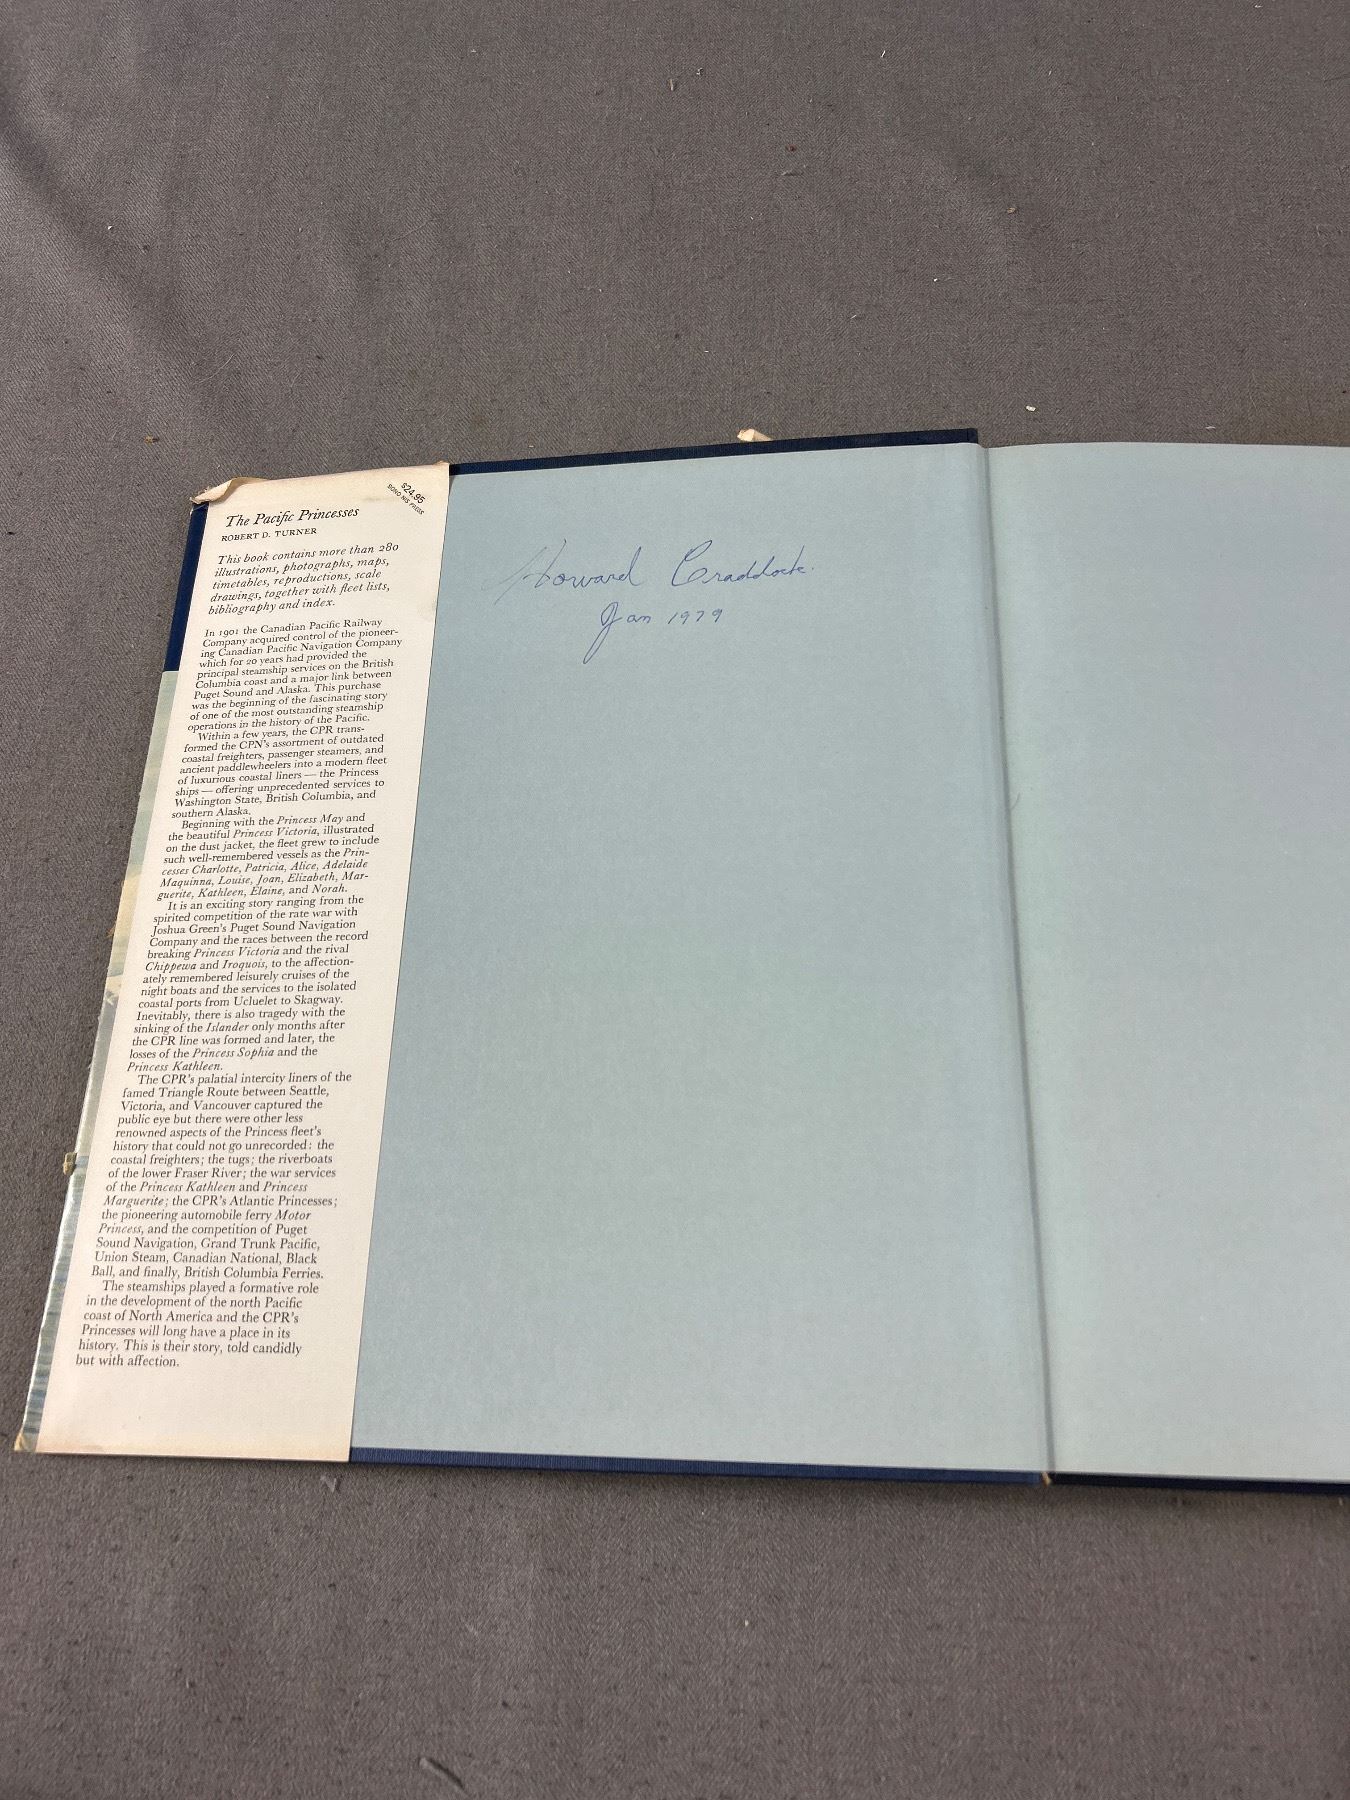 $24.95
SONO NIS PRESS
The Pacific Princesses
ROBERT D. TURNER
This book contains more than 280
illustrations, photographs, maps,
timetables, reproductions, scale
drawings, together with fleet lists,
bibliography and index.
In 1901 the Canadian Pacific Railway
Company acquired control of the pioneer-
ing Canadian Pacific Navigation Company
which for 20 years had provided the
principal steamship services on the British
Columbia coast and a major link between
Puget Sound and Alaska. This purchase
was the beginning of the fascinating story
of one of the most outstanding steamship
operations in the history of the Pacific.
Within a few years, the CPR trans-
formed the CPN's assortment of outdated
coastal freighters, passenger steamers, and
ancient paddlewheelers into a modern fleet
of luxurious coastal liners — the Princess
ships — offering unprecedented services to
Washington State, British Columbia, and
southern Alaska.
Beginning with the Princess May and
the beautiful Princess Victoria, illustrated
on the dust jacket, the fleet grew to include
such well-remembered vessels as the Prin-
cesses Charlotte, Patricia, Alice, Adelaide
Maquinna, Louise, Joan, Elizabeth, Mar-
guerite, Kathleen, Elaine, and Norah.
It is an exciting story ranging from the
spirited competition of the rate war with
Joshua Green's Puget Sound Navigation
Company and the races between the record
breaking Princess Victoria and the rival
Chippewa and Iroquois, to the affection-
ately remembered leisurely cruises of the
night boats and the services to the isolated
coastal ports from Ucluelet to Skagway.
Inevitably, there is also tragedy with the
sinking of the Islander only months after
the CPR line was formed and later, the
losses of the Princess Sophia and the
Princess Kathleen.
The CPR's palatial intercity liners of the
famed Triangle Route between Seattle,
Victoria, and Vancouver captured the
public eye but there were other less
renowned aspects of the Princess fleet's
history that could not go unrecorded: the
coastal freighters; the tugs; the riverboats
of the lower Fraser River; the war services
of the Princess Kathleen and Princess
Marguerite; the CPR's Atlantic Princesses;
the pioneering automobile ferry Motor
Princess, and the competition of Puget
Sound Navigation, Grand Trunk Pacific,
Union Steam, Canadian National, Black
Ball, and finally, British Columbia Ferries.
The steamships played a formative role
in the development of the north Pacific
coast of North America and the CPR's
Princesses will long have a place in its
history. This is their story, told candidly
but with affection.
Howard Craddock.
Jan 1979